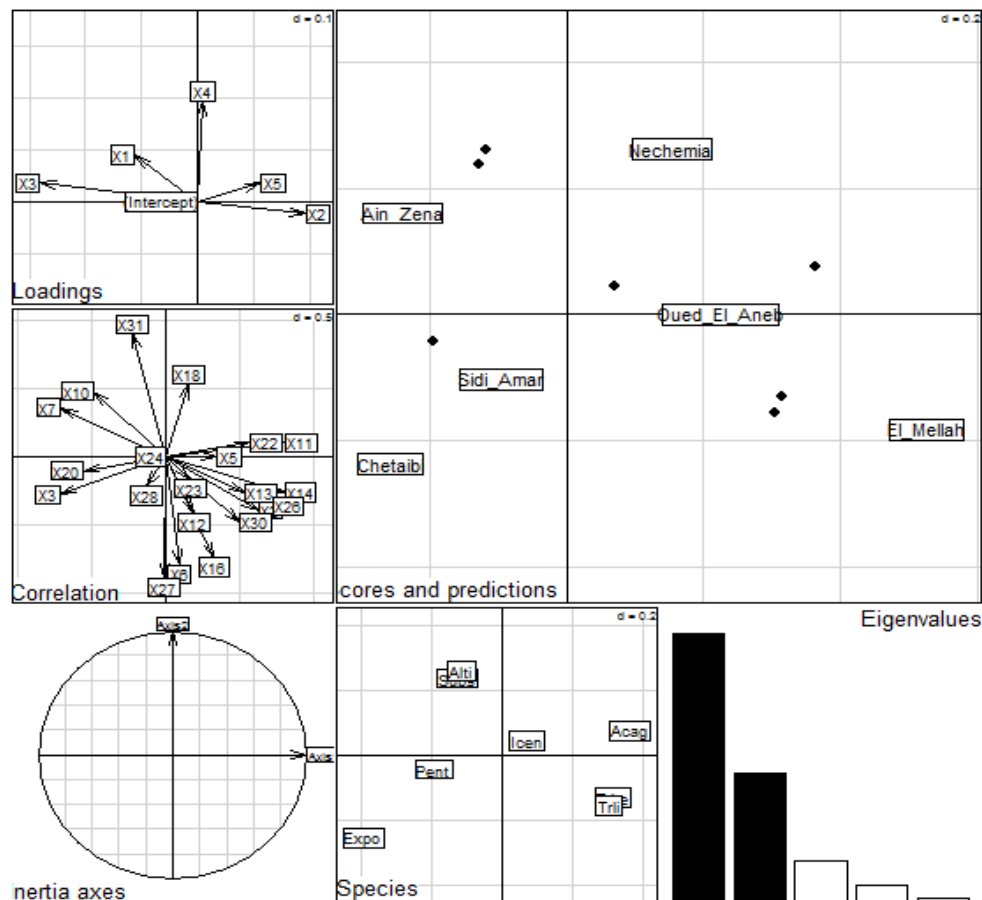 d = 0.1
X4
X1
X3
X5
(Intercept)
X2
Loadings
d = 0.2
Nechemia
Ain_Zena
Oued_El_Aneb
Sidi_Amar
El_Mellah
Chetaib
cores and predictions
d = 0.5
X31
X18
X10
X7
X22
X11
X24
X5
X20
X3
X28
X23
X13
X14
X26
X12
X30
X16
X6
X27
Correlation
Axis2
Axis
nertia axes
d = 0.2
Alti
Acag
Icen
Pent
Trli
Expo
Species
Eigenvalues